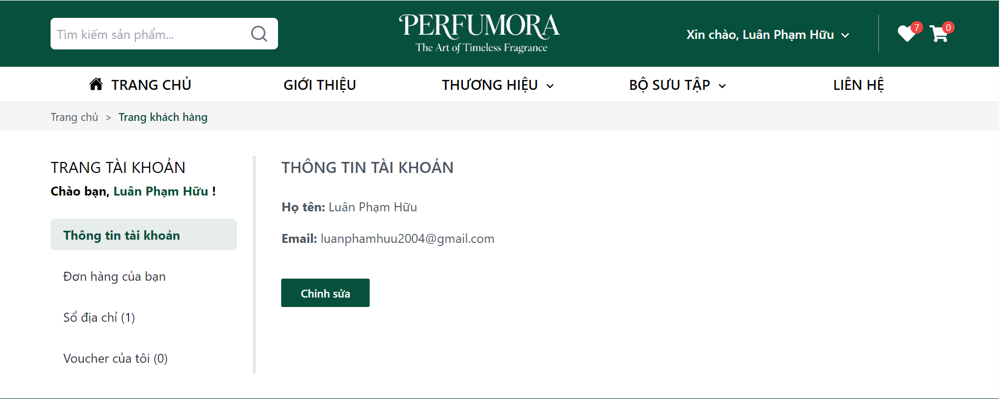 Tìm kiếm sản phẩm...
PERFUMORA
The Art of Timeless Fragrance
Xin chào, Luân Phạm Hữu
7
0
TRANG CHỦ
GIỚI THIỆU
THƯƠNG HIỆU
BỘ SƯU TẬP
LIÊN HỆ
Trang chủ > Trang khách hàng
TRANG TÀI KHOẢN
Chào bạn, Luân Phạm Hữu !
Thông tin tài khoản
Đơn hàng của bạn
Sổ địa chỉ (1)
Voucher của tôi (0)
THÔNG TIN TÀI KHOẢN
Họ tên: Luân Phạm Hữu
Email: luanphamhuu2004@gmail.com
Chỉnh sửa